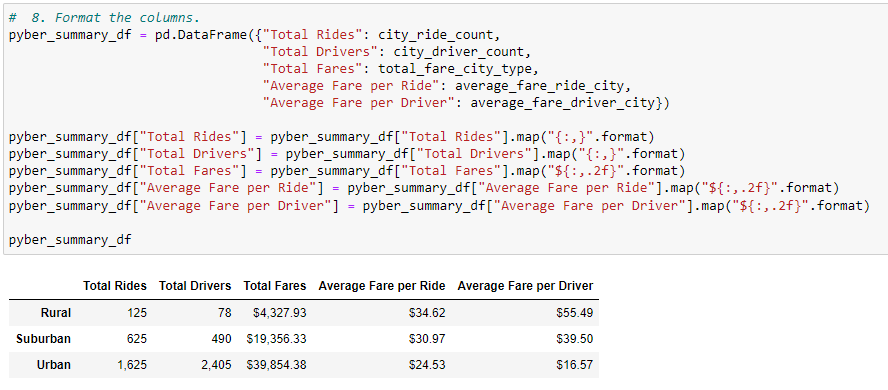 #  8. Format the columns.
pyber_summary_df = pd.DataFrame({"Total Rides": city_ride_count,
                                 "Total Drivers": city_driver_count,
                                 "Total Fares": total_fare_city_type,
                                 "Average Fare per Ride": average_fare_ride_city,
                                 "Average Fare per Driver": average_fare_driver_city})
pyber_summary_df["Total Rides"] = pyber_summary_df["Total Rides"].map("{:,}".format)
pyber_summary_df["Total Drivers"] = pyber_summary_df["Total Drivers"].map("{:,}".format)
pyber_summary_df["Total Fares"] = pyber_summary_df["Total Fares"].map("${:,.2f}".format)
pyber_summary_df["Average Fare per Ride"] = pyber_summary_df["Average Fare per Ride"].map("${:,.2f}".format)
pyber_summary_df["Average Fare per Driver"] = pyber_summary_df["Average Fare per Driver"].map("${:,.2f}".format)
pyber_summary_df
Total Rides Total Drivers Total Fares Average Fare per Ride Average Fare per Driver
Rural 125 78 $4,327.93 $34.62 $55.49
Suburban 625 490 $19,356.33 $30.97 $39.50
Urban 1,625 2,405 $39,854.38 $24.53 $16.57